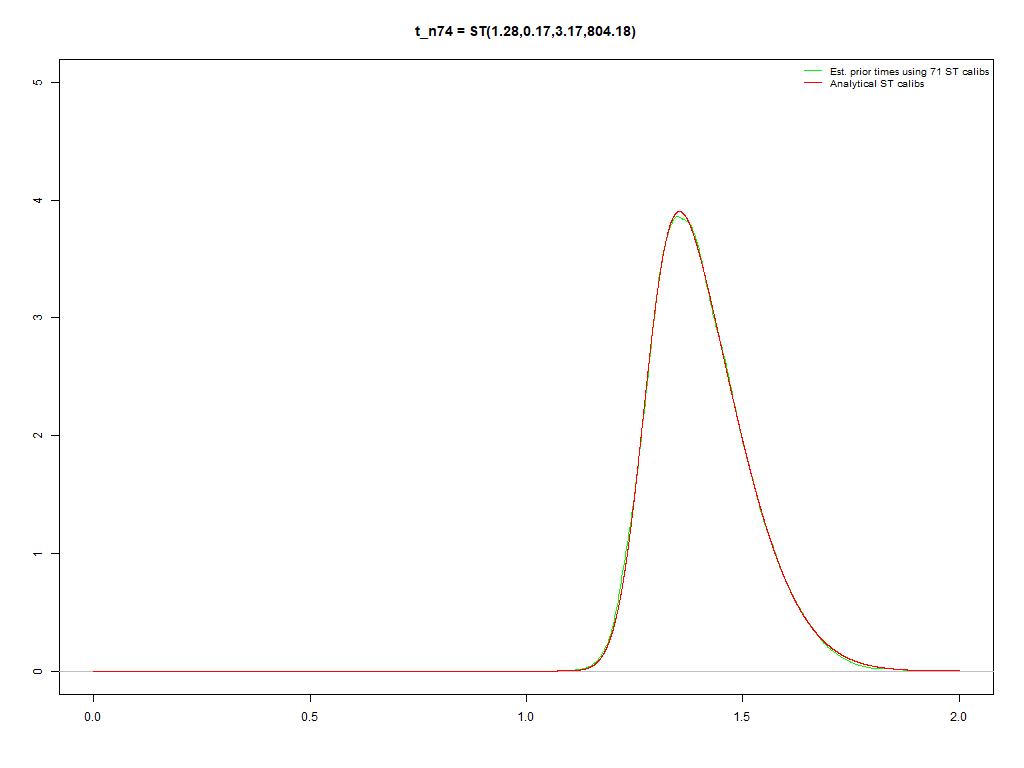 t_n74 = ST(1.28,0.17,3.17,804.18)
Est. prior times using 71 ST calibs
Analytical ST calibs
5
4
3
2
1
0
0.0 0.5 1.0 1.5 2.0